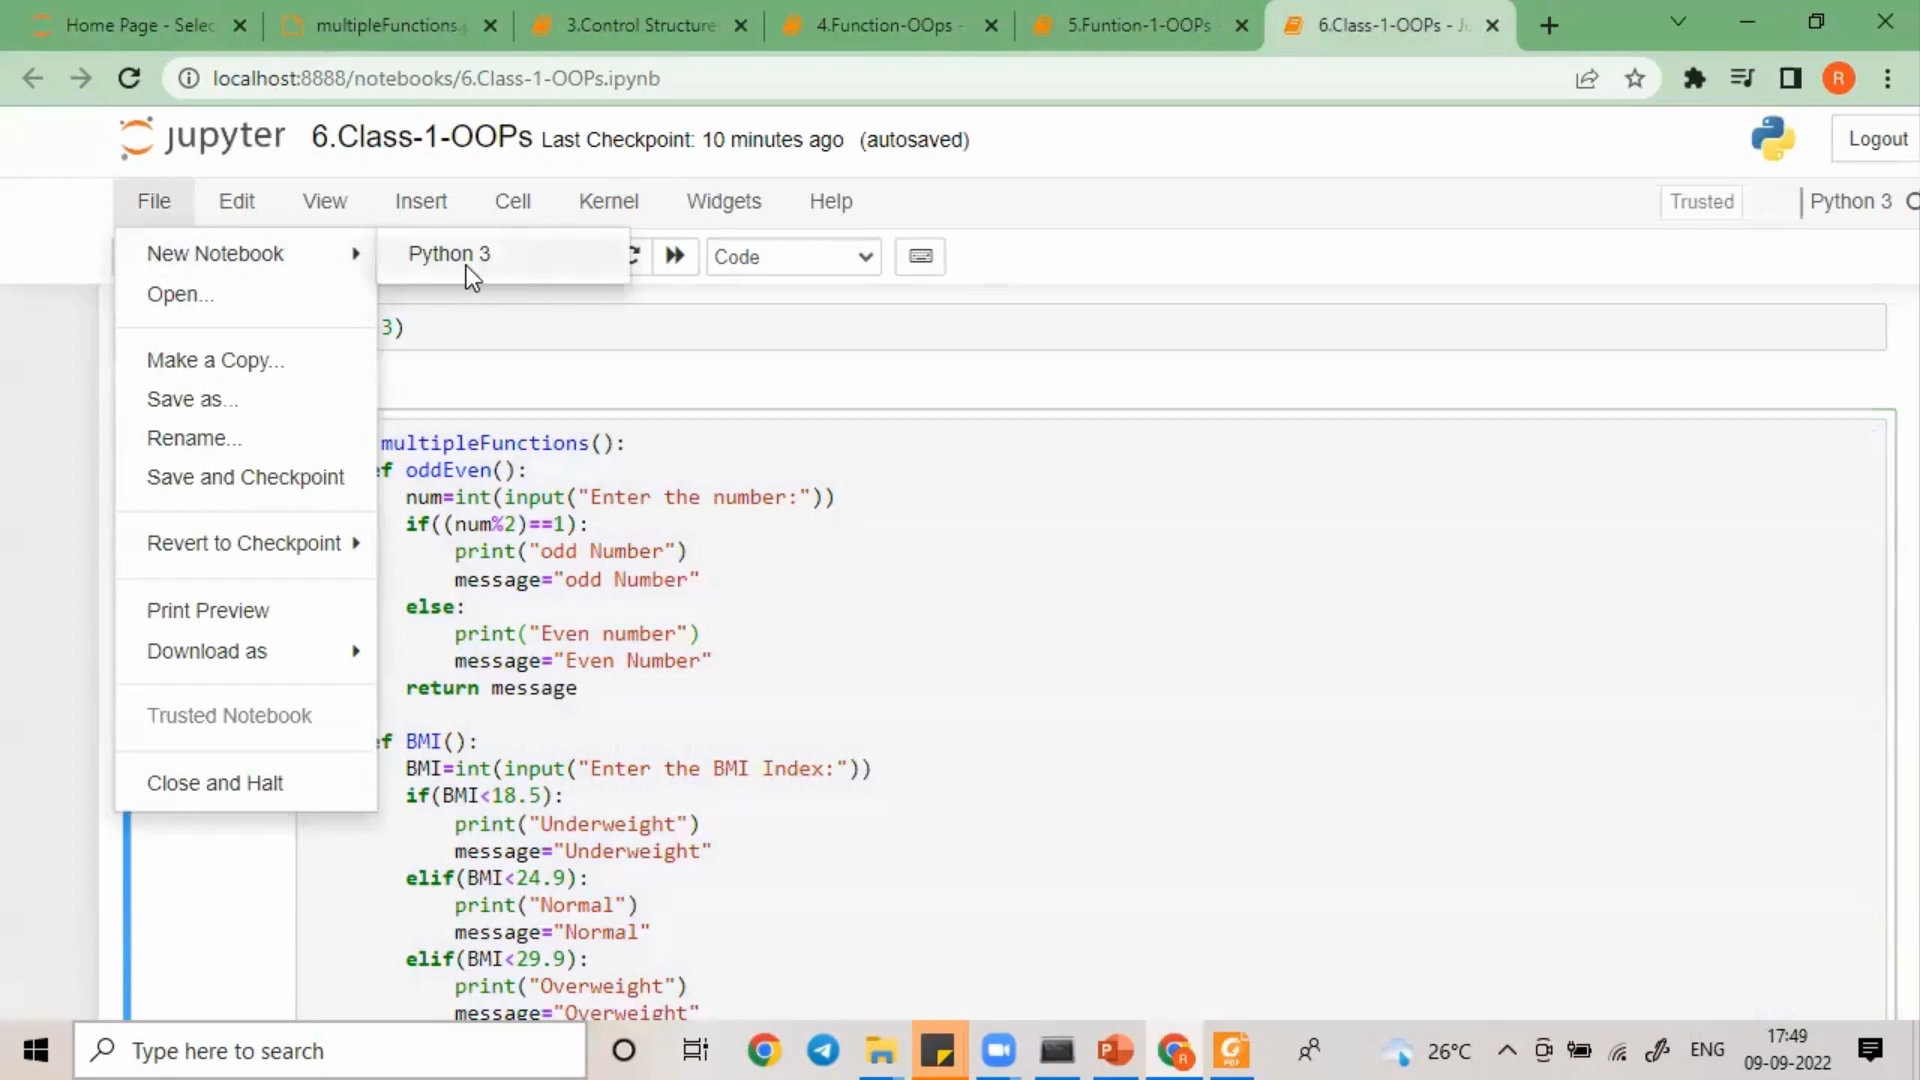 Home Page - Selec
multipleFunctions.
3.Control Structure
4.Function-OOps -
5.Funtion-1-OOPs
6.Class-1-OOPs - Ju
localhost:8888/notebooks/6.Class-1-OOPs.ipynb
R
jupyter 6.Class-1-OOPs Last Checkpoint: 10 minutes ago (autosaved)
Logout
File Edit View Insert Cell Kernel Widgets Help
Trusted
Python 3
New Notebook
Python 3
Code
Open...
3)
Make a Copy...
Save as...
Rename...
Save and Checkpoint
Revert to Checkpoint
Print Preview
Download as
Trusted Notebook
Close and Halt
multipleFunctions():
ef oddEven():
num=int(input("Enter the number:"))
if((num%2)==1):
print("odd Number")
message="odd Number"
else:
print("Even number")
message="Even Number"
return message
ef BMI():
BMI=int(input("Enter the BMI Index:"))
if(BMI<18.5):
print("Underweight")
message="Underweight"
elif(BMI<24.9):
print("Normal")
message="Normal"
elif(BMI<29.9):
print("Overweight")
message="Overweight"
Type here to search
26°C
ENG
17:49
09-09-2022